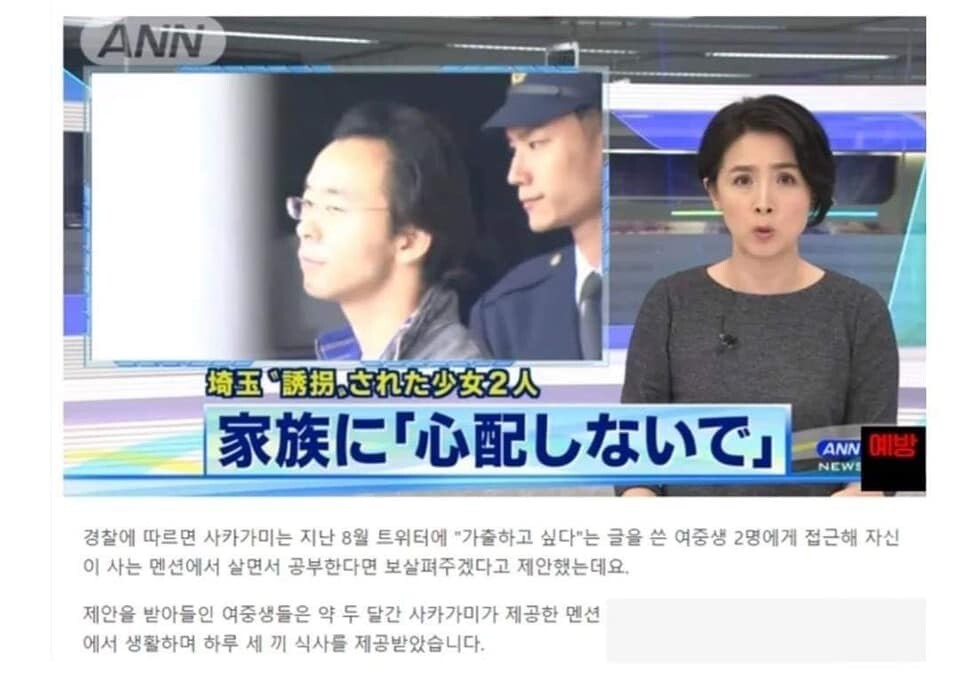 ANN
埼玉〝誘拐〟された少女2人
家族に「心配しないで」
ANN
NEWS
예방
경찰에 따르면 사카가미는 지난 8월 트위터에 "가출하고 싶다"는 글을 쓴 여중생 2명에게 접근해 자신
이 사는 멘션에서 살면서 공부한다면 보살펴주겠다고 제안했는데요.
제안을 받아들인 여중생들은 약 두 달간 사카가미가 제공한 멘션
에서 생활하며 하루 세 끼 식사를 제공받았습니다.